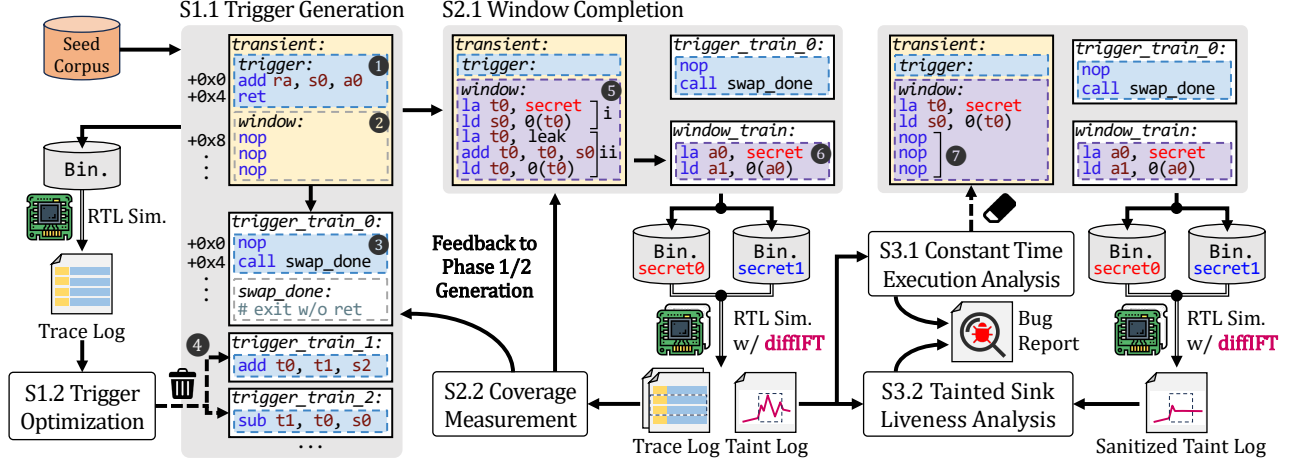 S1.1 Trigger Generation
Seed
Corpus
transient:
trigger:
1
+0x0
add ra, s0, a0
+0x4
ret
window:
2
+0x8
nop
nop
nop
Bin.
RTL Sim.
Trace Log
S1.2 Trigger
Optimization
trigger_train_0:
+0x0
nop
3
+0x4
call swap_done
swap_done:
# exit w/o ret
4
trigger_train_1:
add t0, t1, s2
trigger_train_2:
sub t1, t0, s0
...
S2.1 Window Completion
transient:
trigger:
window:
5
la t0, secret
ld s0, 0(t0)
i
la t0, leak
add t0, t0, s0
ld t0, 0(t0)
ii
trigger_train_0:
nop
call swap_done
window_train:
la a0, secret
6
ld a1, 0(a0)
Bin.
secret0
Bin.
secret1
RTL Sim.
w/ diffIFT
Trace Log
Taint Log
Feedback to
Phase 1/2
Generation
S2.2 Coverage
Measurement
transient:
trigger:
window:
la t0, secret
ld s0, 0(t0)
nop
nop
nop
7
trigger_train_0:
nop
call swap_done
window_train:
la a0, secret
ld a1, 0(a0)
S3.1 Constant Time
Execution Analysis
Bug
Report
S3.2 Tainted Sink
Liveness Analysis
Bin.
secret0
Bin.
secret1
RTL Sim.
w/ diffIFT
Sanitized Taint Log